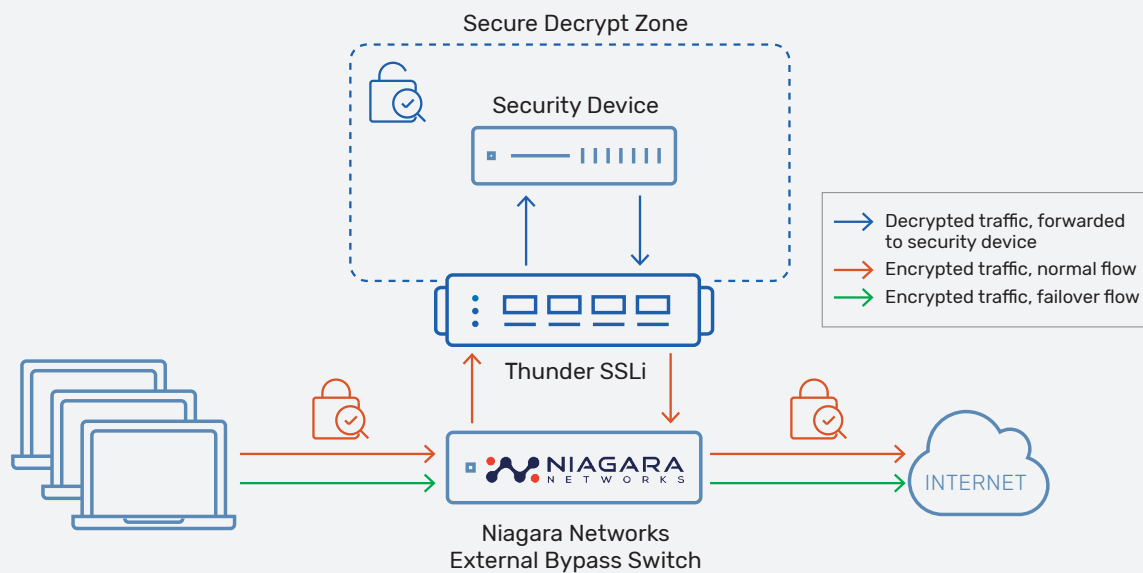 Secure Decrypt Zone
Security Device
Decrypted traffic, forwarded
to security device
Encrypted traffic, normal flow
Encrypted traffic, failover flow
Thunder SSLi
NIAGARA
NETWORKS
INTERNET
Niagara Networks
External Bypass Switch